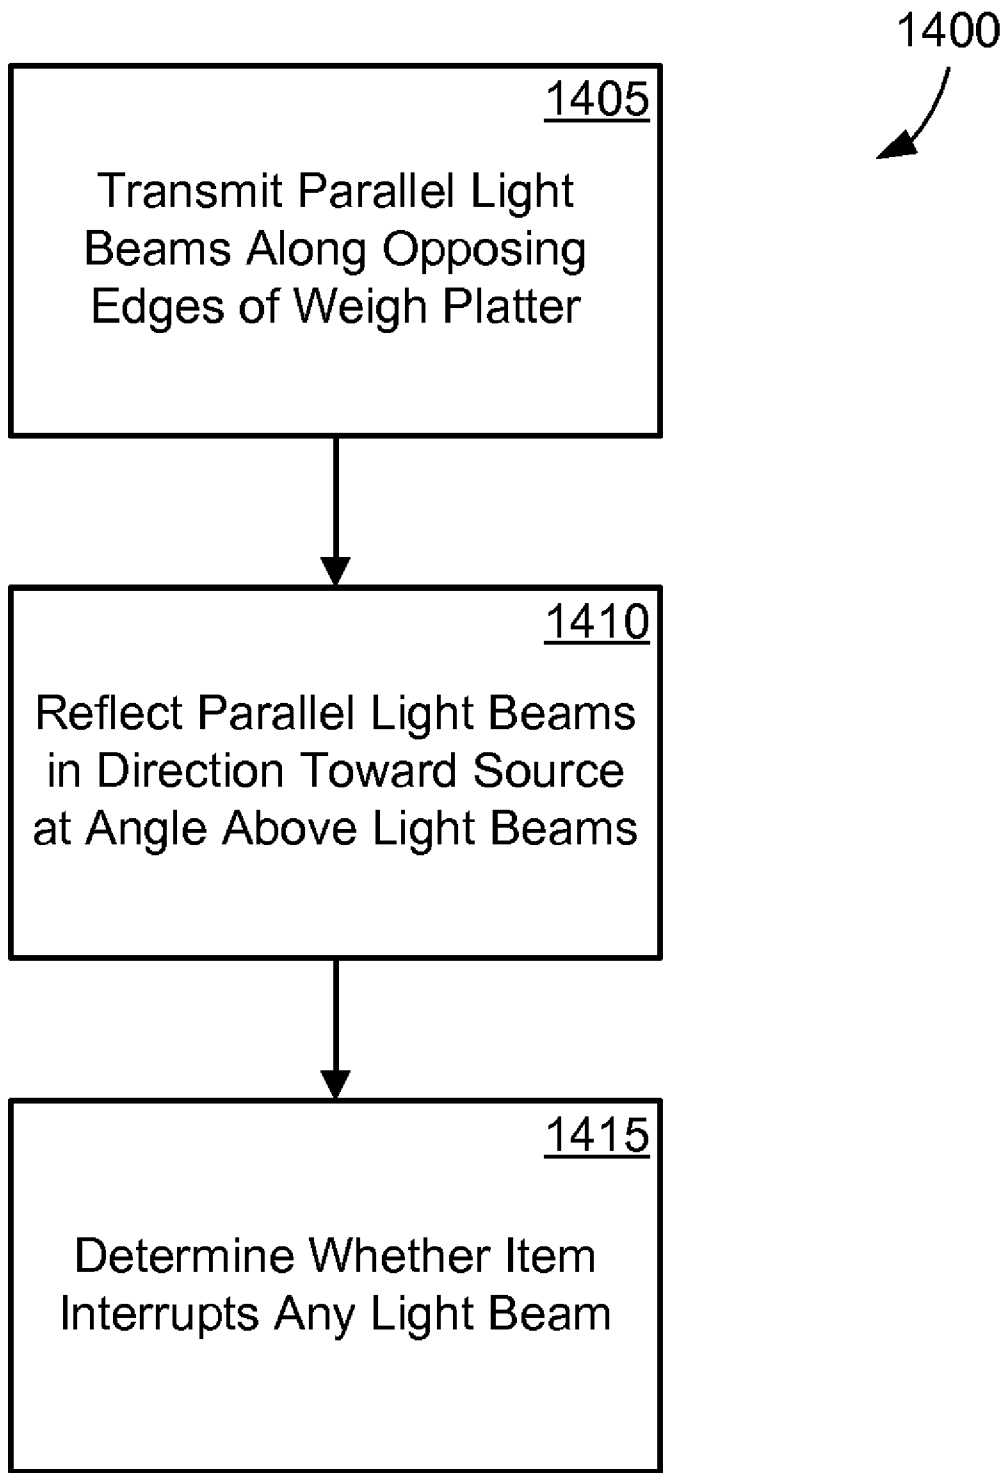 1400
1405
Transmit Parallel Light
Beams Along Opposing
Edges of Weigh Platter
1410
Reflect Parallel Light Beams
in Direction Toward Source
at Angle Above Light Beams
1415
Determine Whether Item
Interrupts Any Light Beam